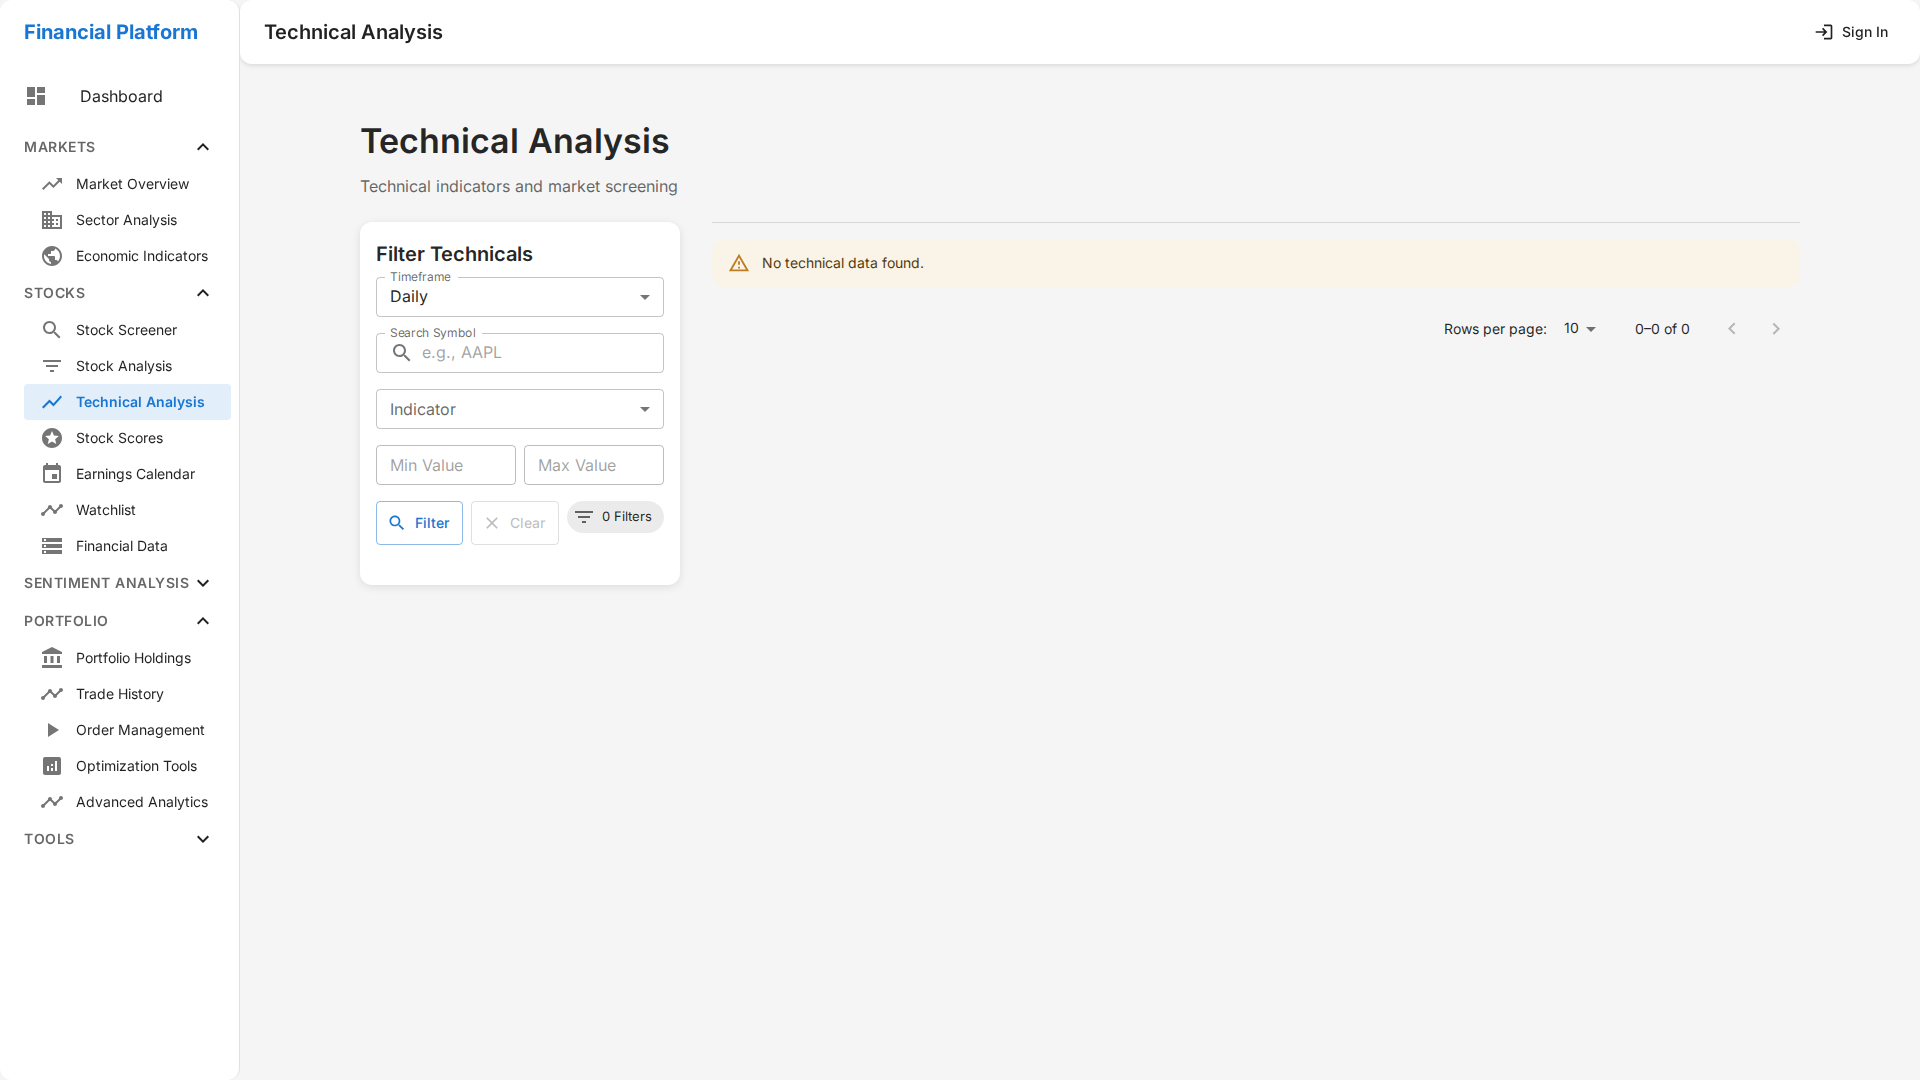 Financial Platform
Technical Analysis
Sign In
Dashboard
MARKETS
Market Overview
Sector Analysis
Economic Indicators
STOCKS
Stock Screener
Stock Analysis
Technical Analysis
Stock Scores
Earnings Calendar
Watchlist
Financial Data
SENTIMENT ANALYSIS
PORTFOLIO
Portfolio Holdings
Trade History
Order Management
Optimization Tools
Advanced Analytics
TOOLS
Technical Analysis
Technical indicators and market screening
Filter Technicals
Timeframe
Daily
Search Symbol
e.g., AAPL
Indicator
Min Value Max Value
Filter Clear 0 Filters
No technical data found.
Rows per page: 10 0–0 of 0